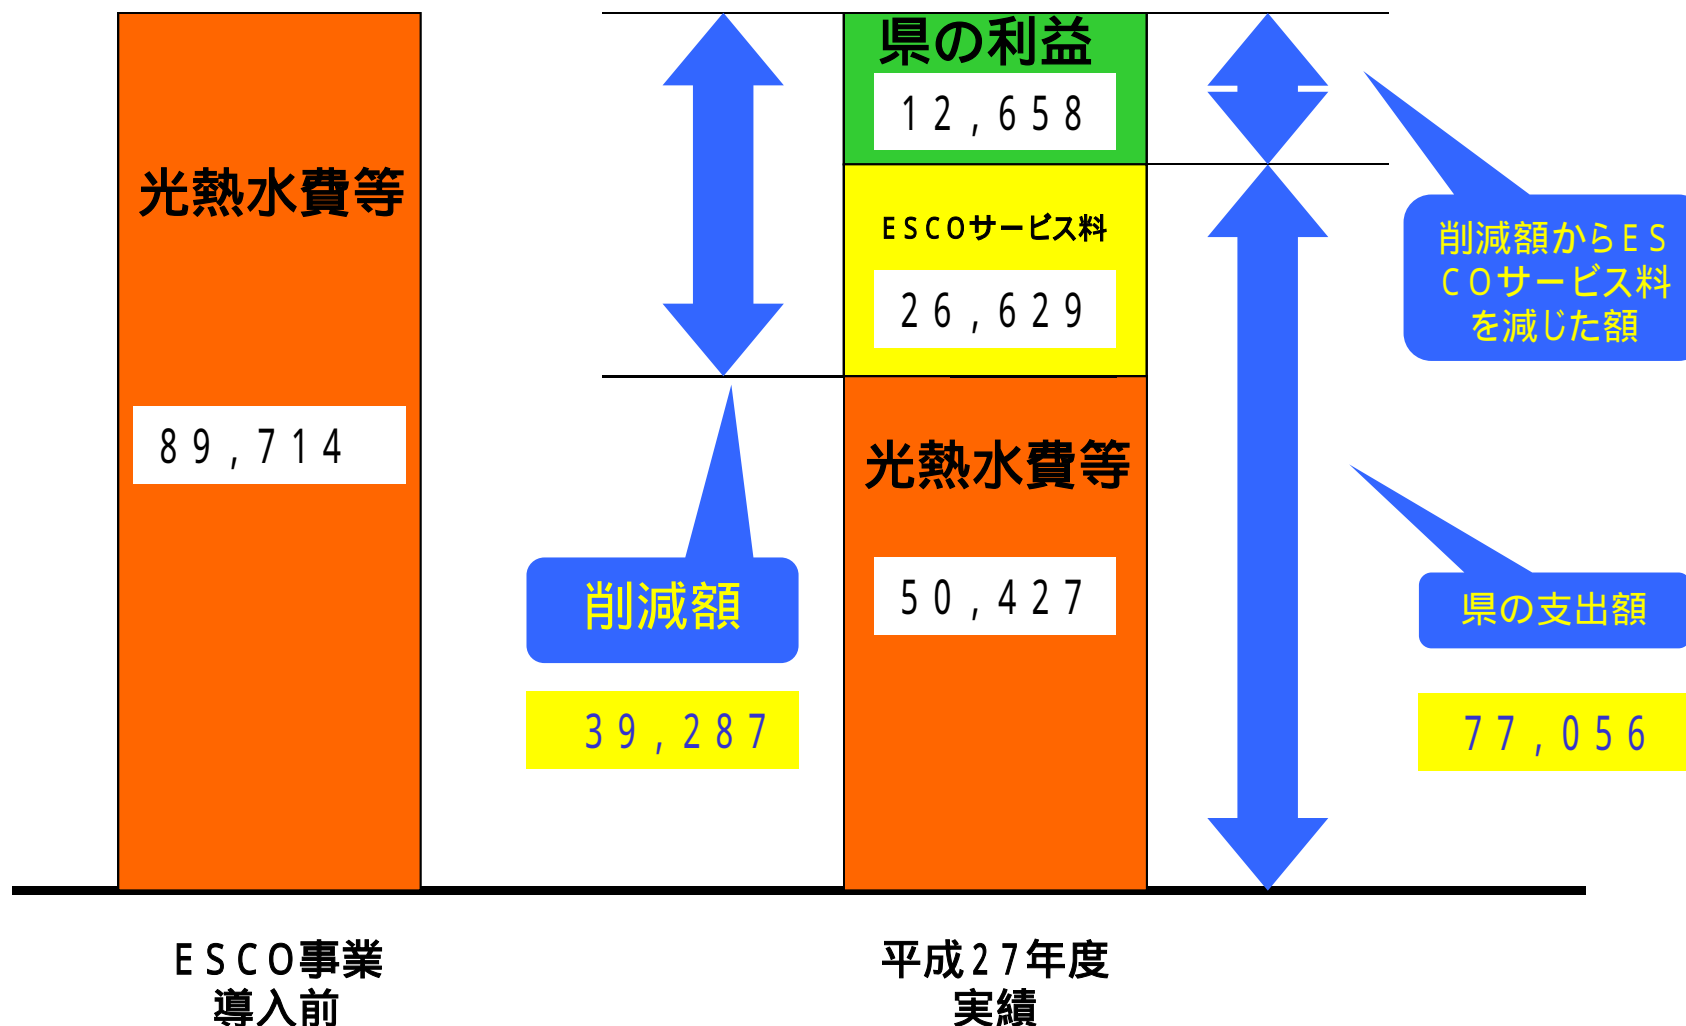 光熱水費等
８９，７１４
ＥＳＣＯ事業
導入前
削減額
３９，２８７
県の利益
１２，６５８
ＥＳＣＯサービス料
２６，６２９
光熱水費等
５０，４２７
平成２７年度
実績
削減額からＥＳ
ＣＯサービス料
を減じた額
県の支出額
７７，０５６